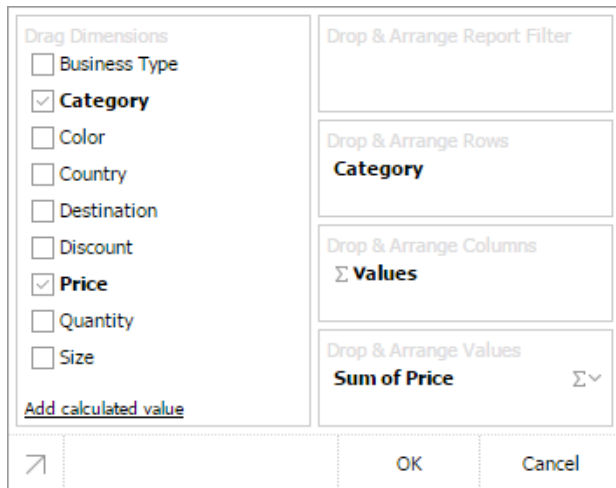 Drag Dimensions
Business Type
Category
Color
Country
Destination
Discount
Price
Quantity
Size
Add calculated value
Drop & Arrange Report Filter
Drop & Arrange Rows
Category
Drop & Arrange Columns
Σ Values
Drop & Arrange Values
Sum of Price Σ
OK Cancel